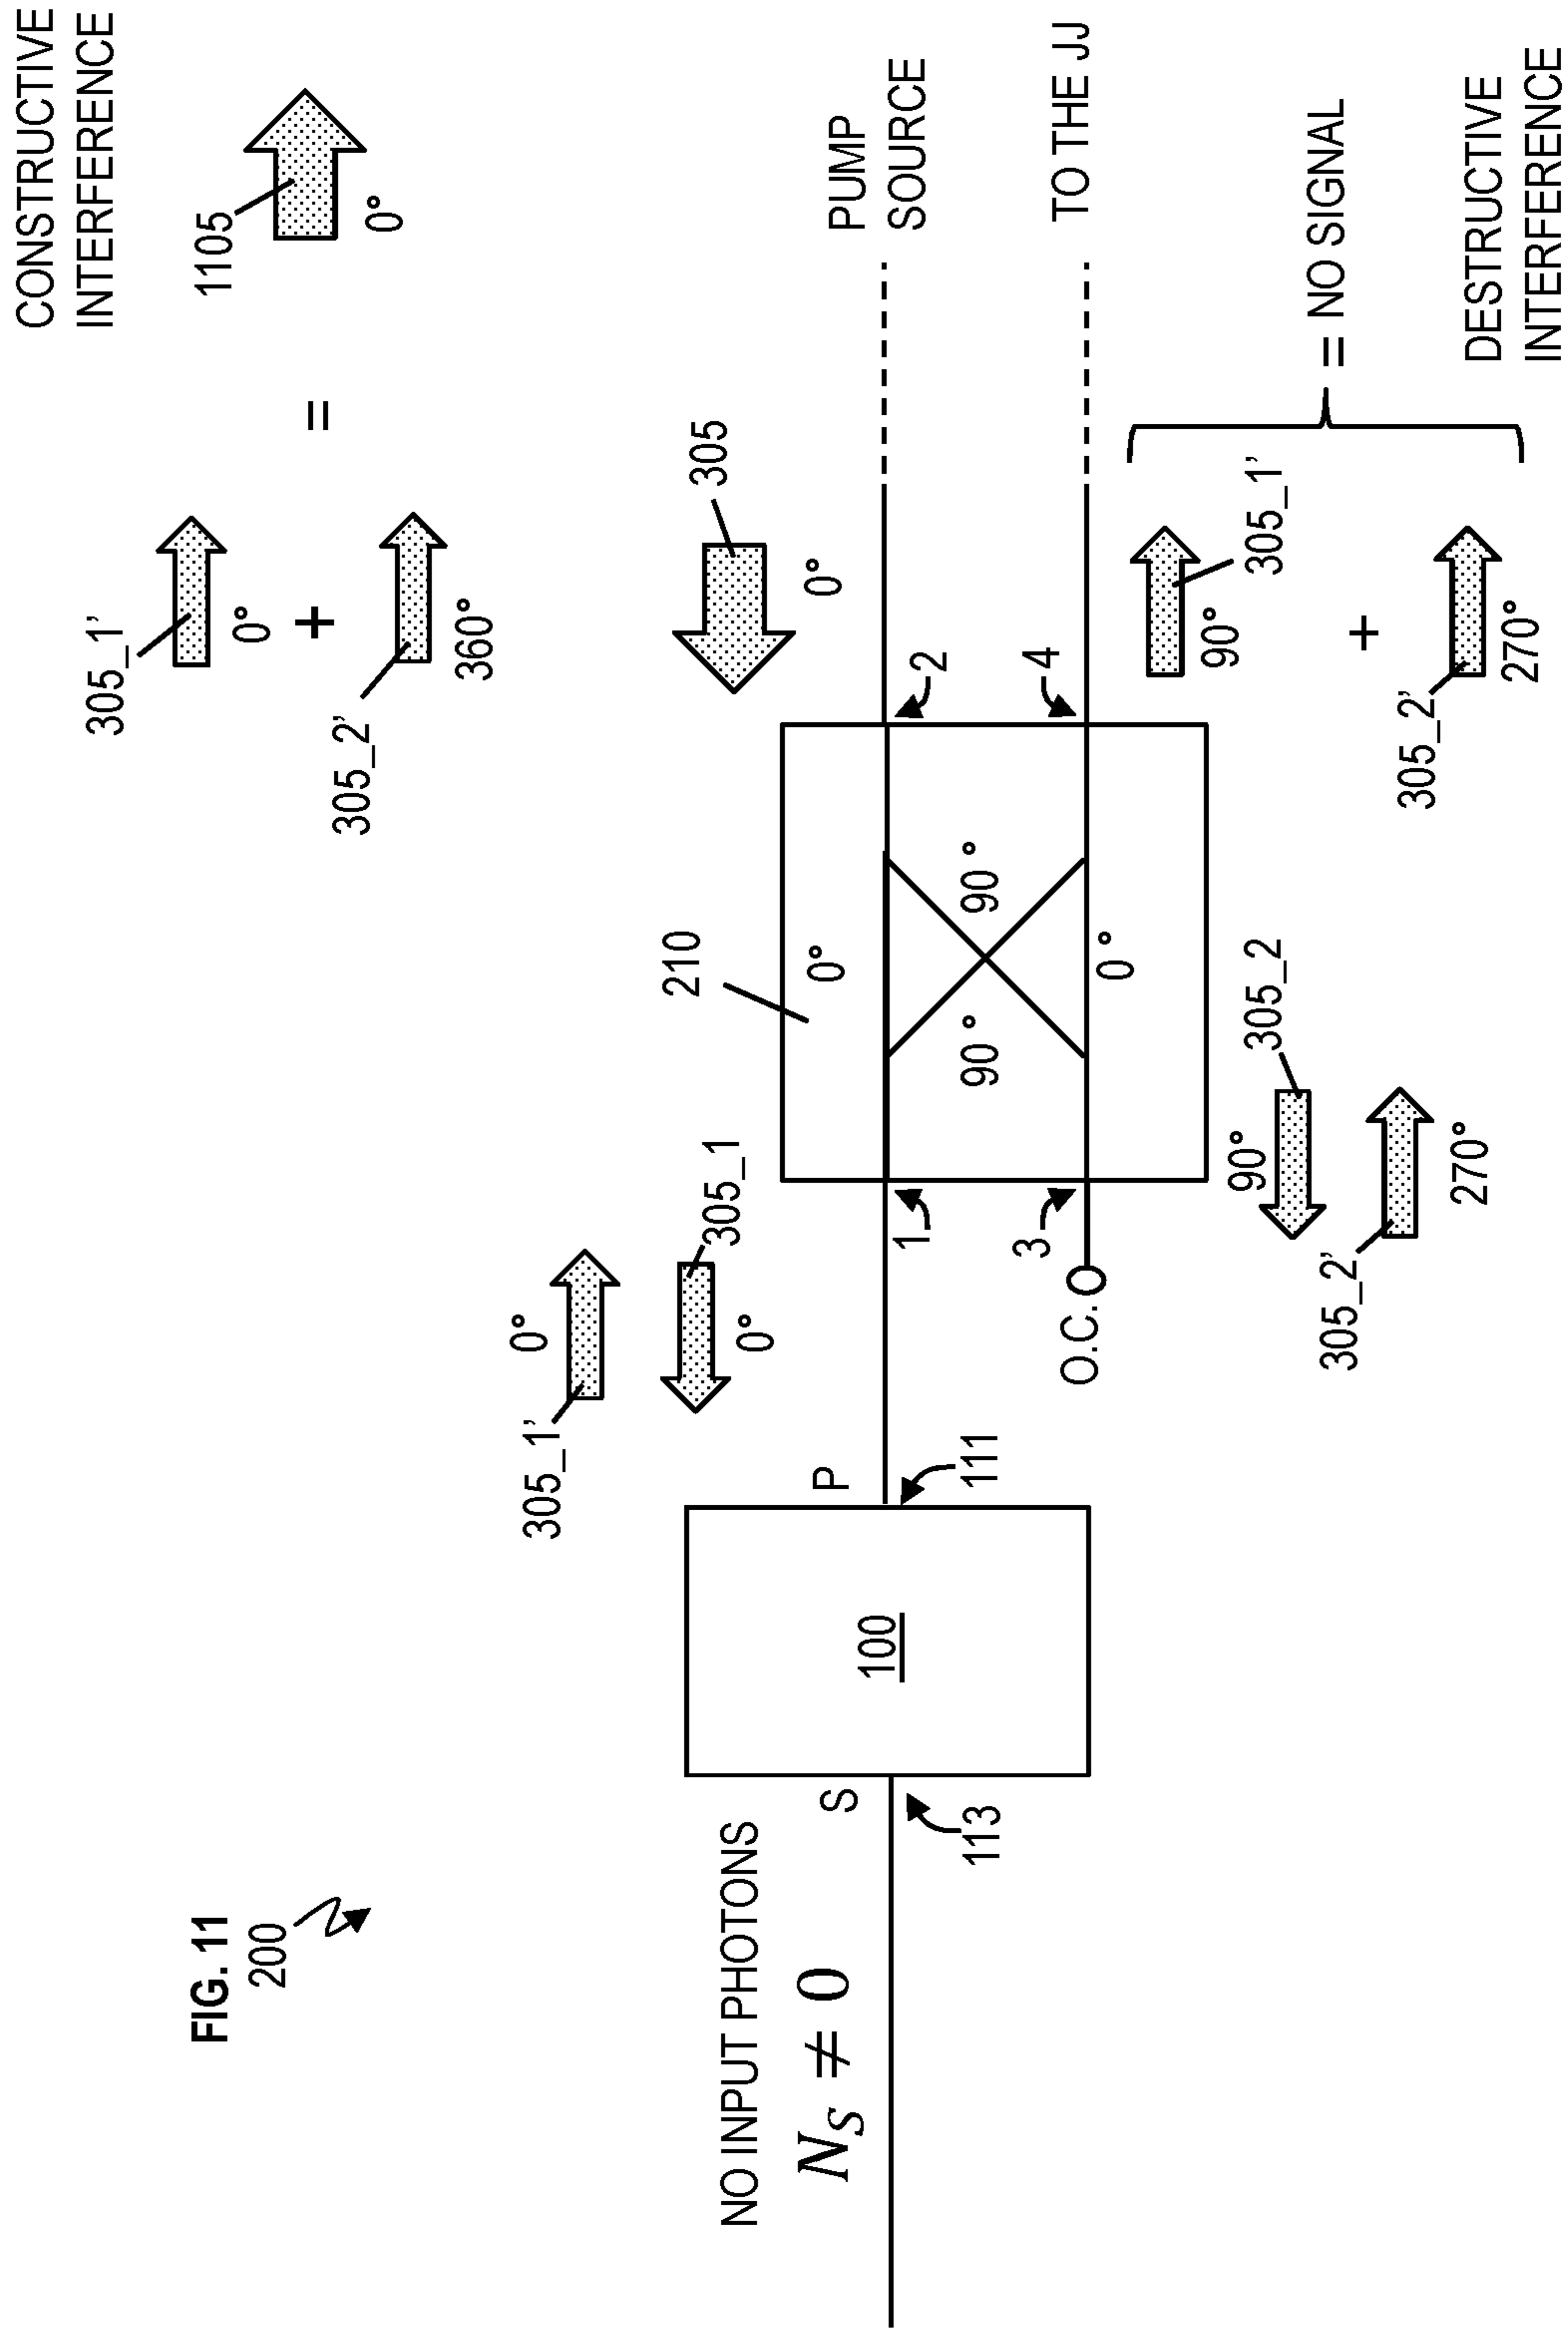 FIG. 11
200
NO INPUT PHOTONS
N_S ≠ 0
S
113
100
P
111
305_1'
0°
305_1
0°
O.C.
1
3
210
0°
90°
90°
0°
2
4
305_2
90°
305_2'
270°
305
0°
305_1'
0°
+
305_2'
360°
=
1105
0°
CONSTRUCTIVE
INTERFERENCE
PUMP
SOURCE
TO THE JJ
305_1'
90°
+
305_2'
270°
= NO SIGNAL
DESTRUCTIVE
INTERFERENCE